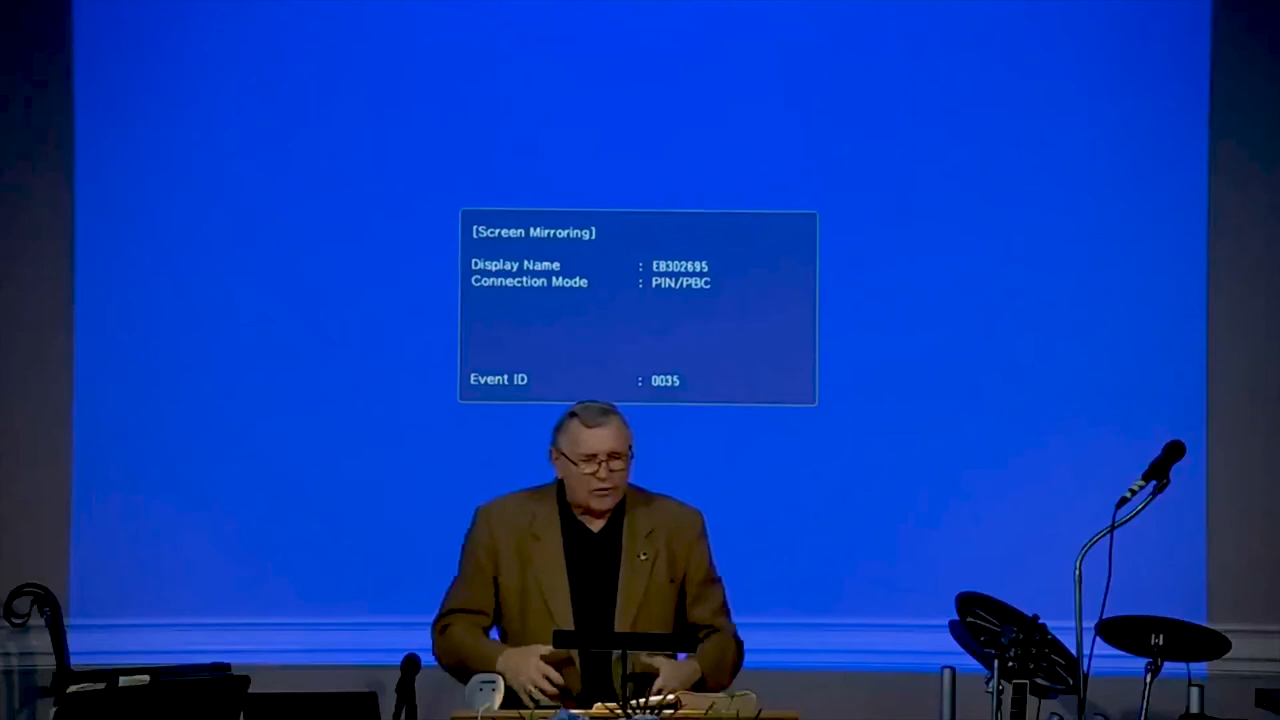 [Screen Mirroring]
Display Name : EB302695
Connection Mode : PIN/PBC
Event ID : 0035